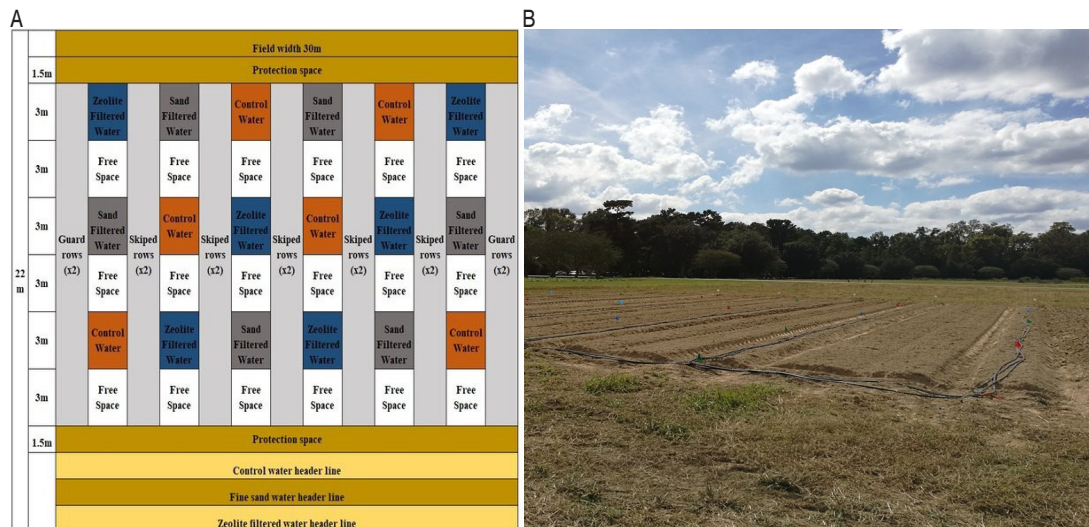 A
B
Field width 30m
1.5m
Protection space
3m
Zeolite
Filtered
Water
Sand
Filtered
Water
Control
Water
Sand
Filtered
Water
Control
Water
Zeolite
Filtered
Water
3m
Free
Space
Free
Space
Free
Space
Free
Space
Free
Space
Free
Space
22
m
3m
Guard
rows
(x2)
Sand
Filtered
Water
Skiped
rows
(x2)
Control
Water
Skiped
rows
(x2)
Zeolite
Filtered
Water
Skiped
rows
(x2)
Control
Water
Skiped
rows
(x2)
Zeolite
Filtered
Water
Skiped
rows
(x2)
Sand
Filtered
Water
Guard
rows
(x2)
3m
Free
Space
Free
Space
Free
Space
Free
Space
Free
Space
Free
Space
3m
Control
Water
Zeolite
Filtered
Water
Sand
Filtered
Water
Zeolite
Filtered
Water
Sand
Filtered
Water
Control
Water
3m
Free
Space
Free
Space
Free
Space
Free
Space
Free
Space
Free
Space
1.5m
Protection space
Control water header line
Fine sand water header line
Zeolite filtered water header line